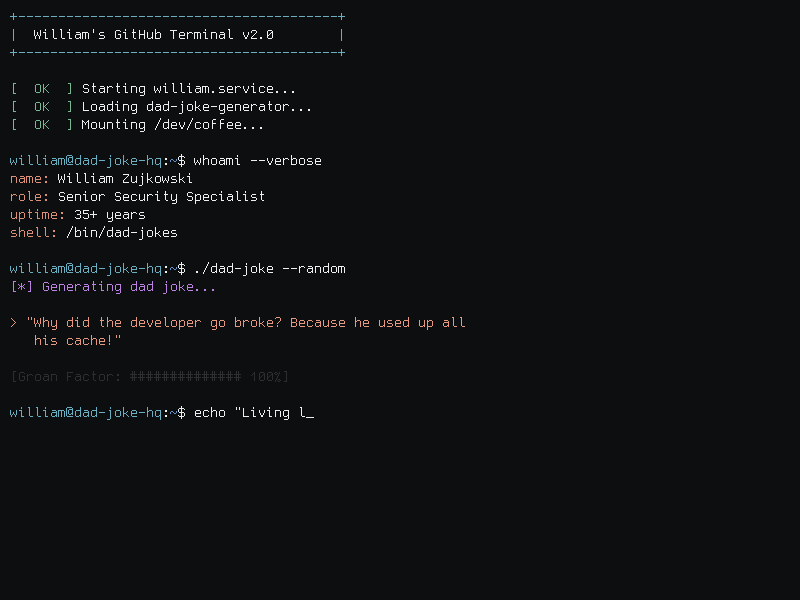 +----------------------------------------+
|  William's GitHub Terminal v2.0        |
+----------------------------------------+
[  OK  ] Starting william.service...
[  OK  ] Loading dad-joke-generator...
[  OK  ] Mounting /dev/coffee...
william@dad-joke-hq:~$ whoami --verbose
name: William Zujkowski
role: Senior Security Specialist
uptime: 35+ years
shell: /bin/dad-jokes
william@dad-joke-hq:~$ ./dad-joke --random
[*] Generating dad joke...
> "Why did the developer go broke? Because he used up all
   his cache!"
[Groan Factor: ############## 100%]
william@dad-joke-hq:~$ echo "Living l_